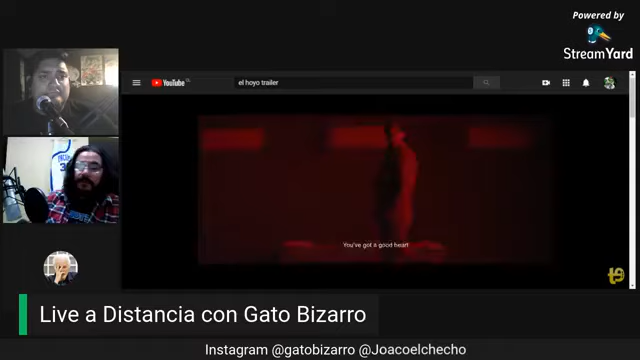 Powered by
StreamYard
YouTube
el hoyo trailer
You've got a good heart
Live a Distancia con Gato Bizarro
Instagram @gatobizarro @Joacoelchecho